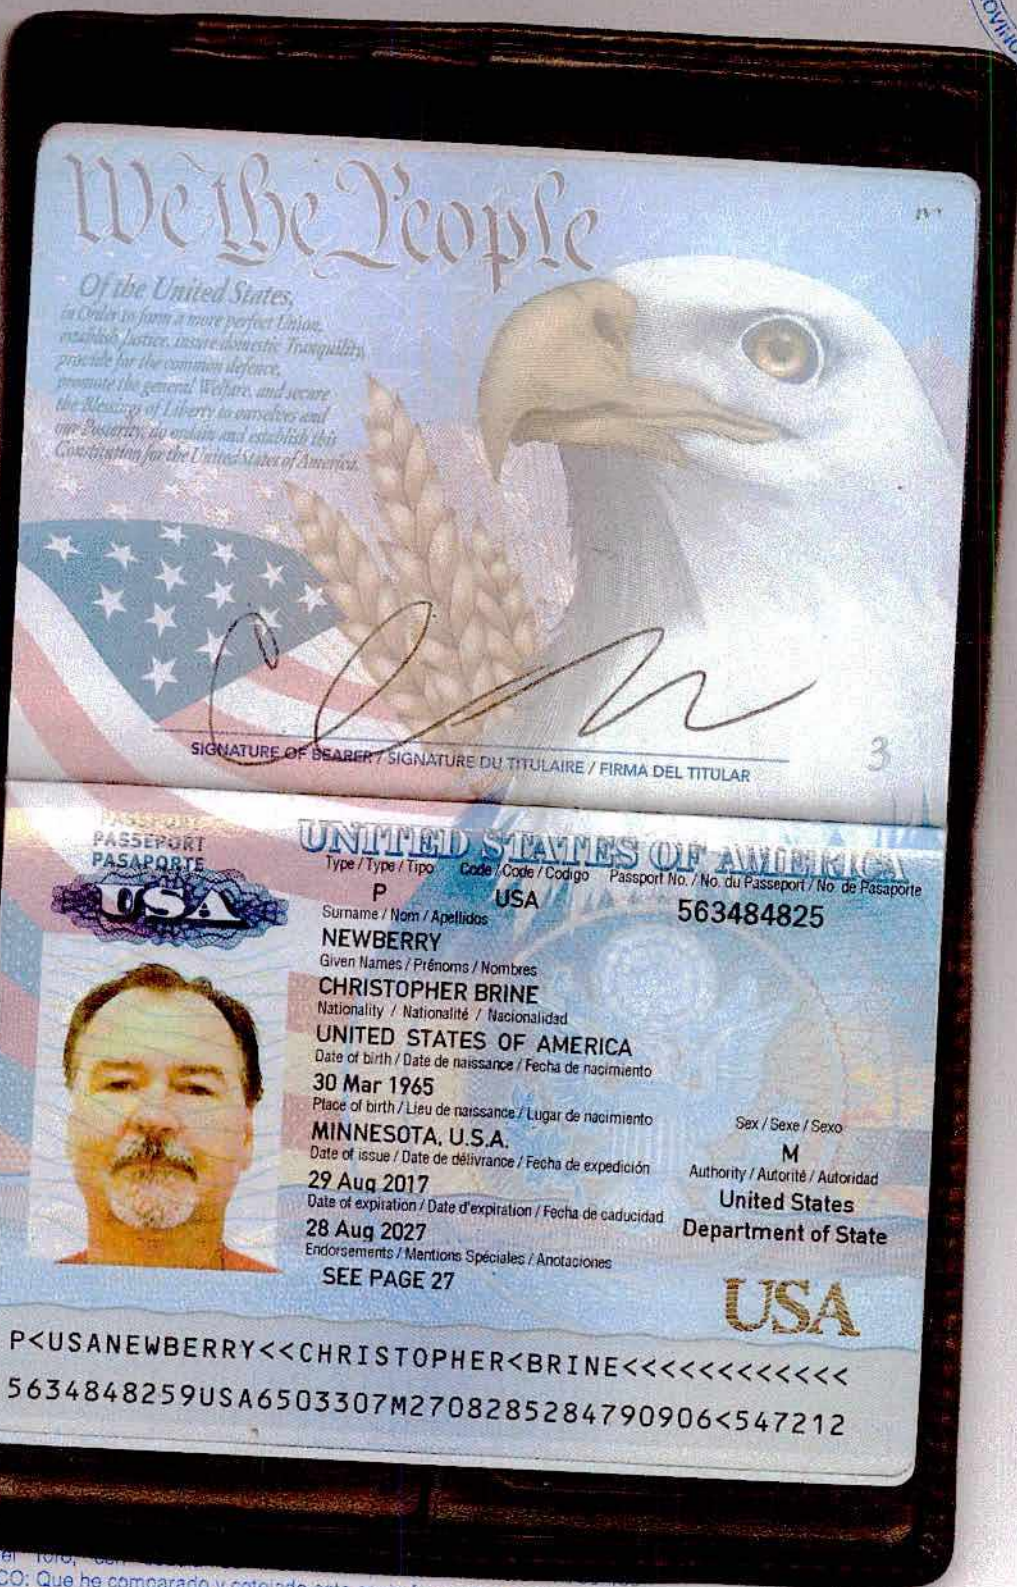 We the People
Of the United States,
in Order to form a more perfect Union,
establish Justice, insure domestic Tranquility,
provide for the common defence,
promote the general Welfare, and secure
the Blessings of Liberty to ourselves and
our Posterity, do ordain and establish this
Constitution for the United States of America.
SIGNATURE OF BEARER / SIGNATURE DU TITULAIRE / FIRMA DEL TITULAR
3
PASSPORT
PASSEPORT
PASAPORTE
USA
UNITED STATES OF AMERICA
Type / Type / Tipo Code / Code / Codigo Passport No. / No. du Passeport / No. de Pasaporte
P USA 563484825
Surname / Nom / Apellidos
NEWBERRY
Given Names / Prénoms / Nombres
CHRISTOPHER BRINE
Nationality / Nationalité / Nacionalidad
UNITED STATES OF AMERICA
Date of birth / Date de naissance / Fecha de nacimiento
30 Mar 1965
Place of birth / Lieu de naissance / Lugar de nacimiento Sex / Sexe / Sexo
MINNESOTA, U.S.A. M
Date of issue / Date de délivrance / Fecha de expedición Authority / Autorité / Autoridad
29 Aug 2017 United States
Date of expiration / Date d'expiration / Fecha de caducidad Department of State
28 Aug 2027
Endorsements / Mentions Spéciales / Anotaciones
SEE PAGE 27
USA
P<USANEWBERRY<<CHRISTOPHER<BRINE<<<<<<<<<<<<
5634848259USA6503307M2708285284790906<547212
CO: Que he comparado y cotejado